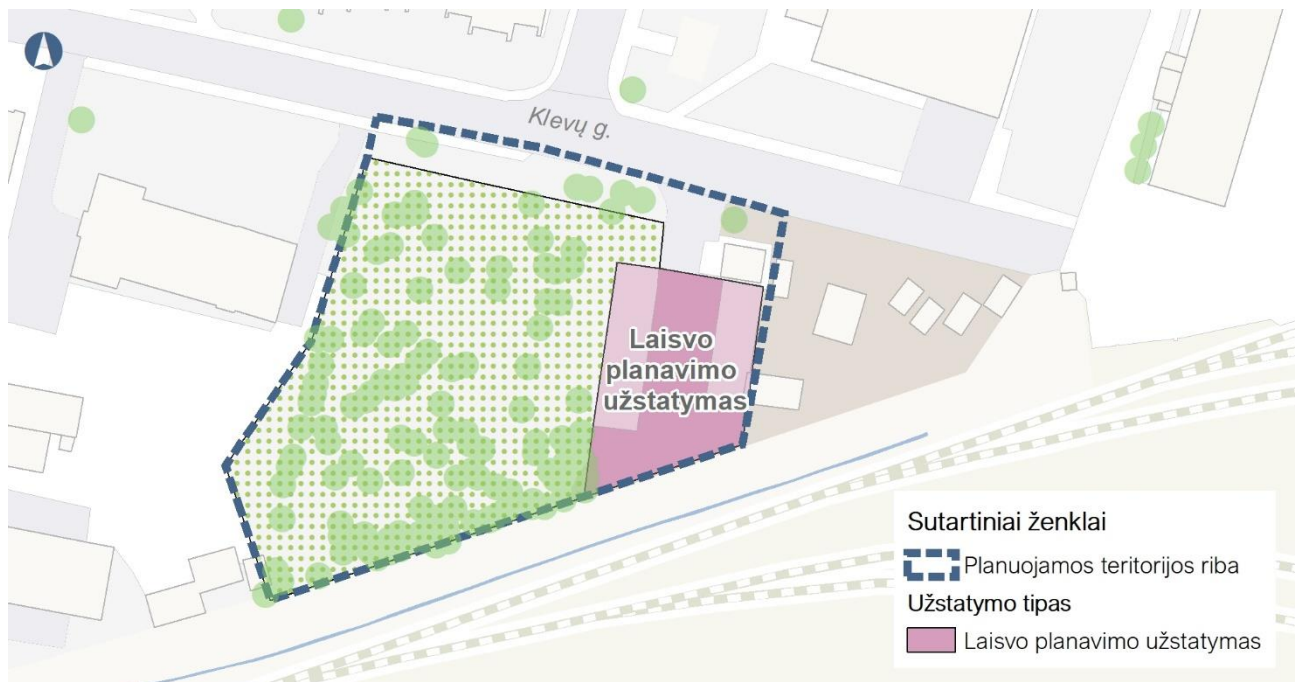 Klevų g.
Laisvo
planavimo
užstatymas
Sutartiniai ženklai
Planuojamos teritorijos riba
Užstatymo tipas
Laisvo planavimo užstatymas